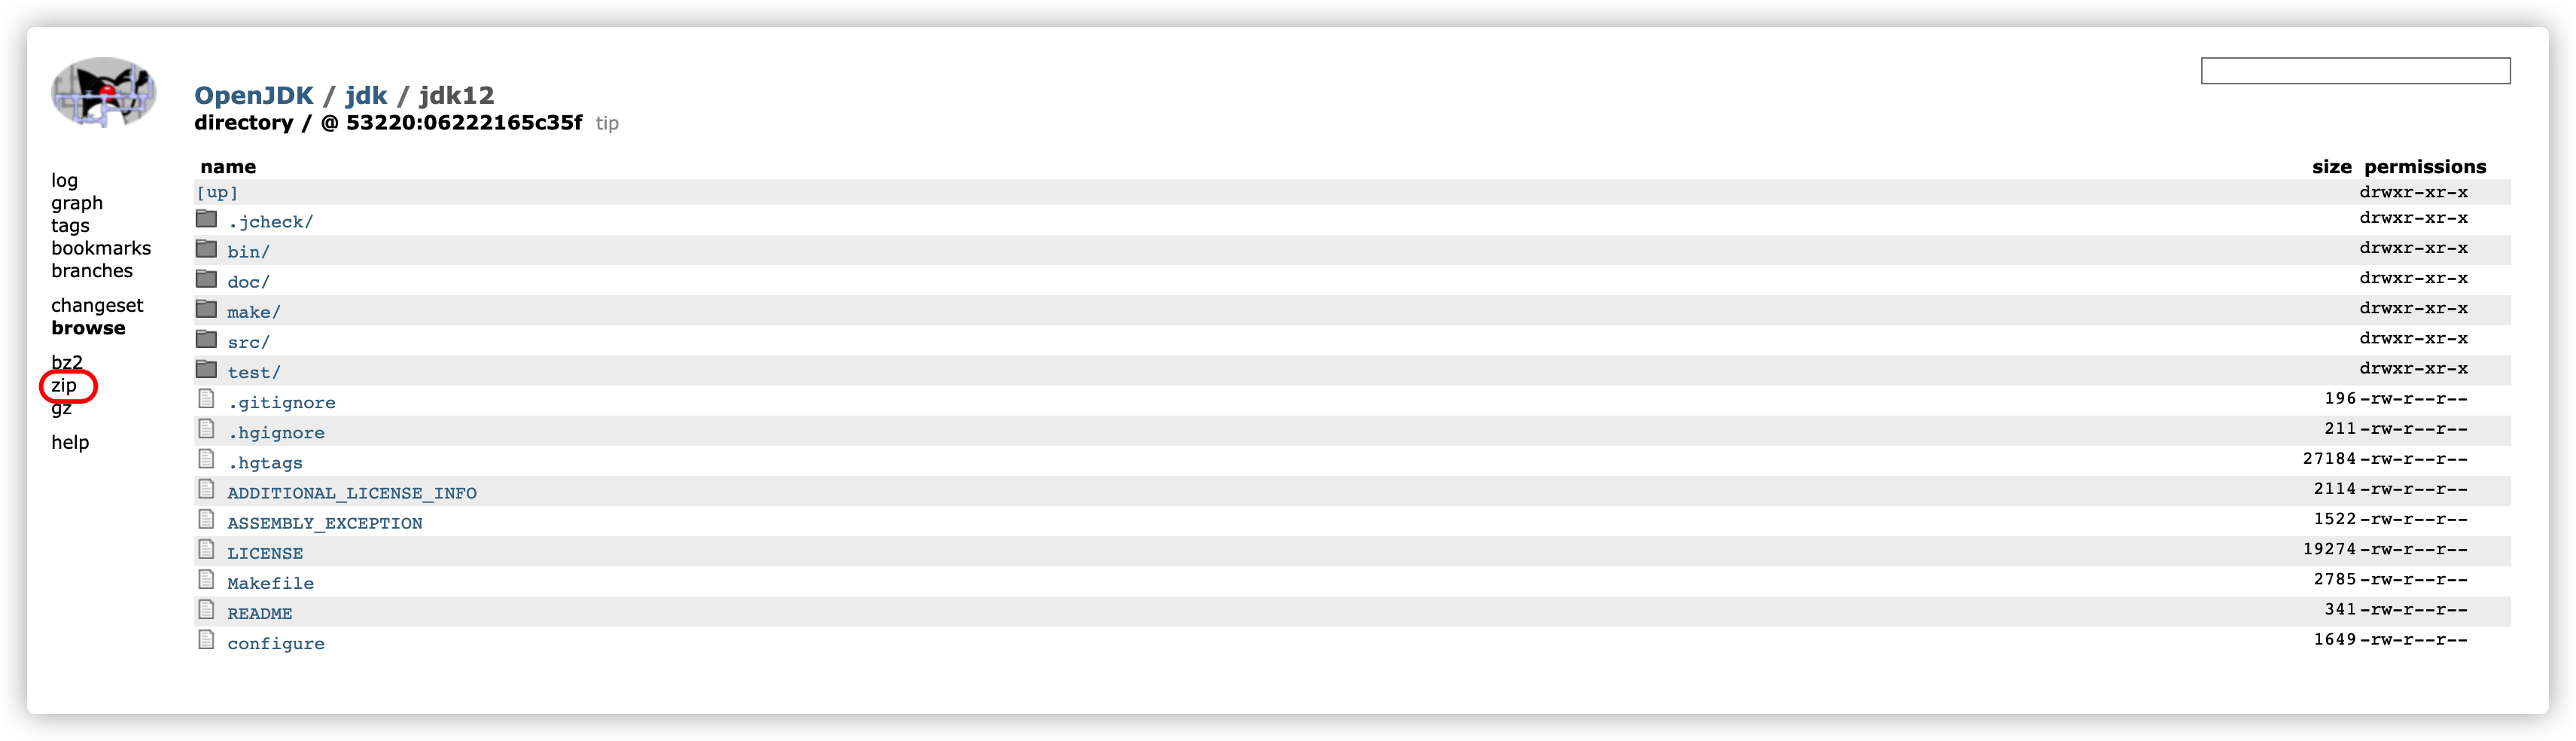 OpenJDK / jdk / jdk12
directory / @ 53220:06222165c35f tip
log
graph
tags
bookmarks
branches
changeset
browse
bz2
zip
gz
help
name size permissions
[up] drwxr-xr-x
.jcheck/ drwxr-xr-x
bin/ drwxr-xr-x
doc/ drwxr-xr-x
make/ drwxr-xr-x
src/ drwxr-xr-x
test/ drwxr-xr-x
.gitignore 196 -rw-r--r--
.hgignore 211 -rw-r--r--
.hgtags 27184 -rw-r--r--
ADDITIONAL_LICENSE_INFO 2114 -rw-r--r--
ASSEMBLY_EXCEPTION 1522 -rw-r--r--
LICENSE 19274 -rw-r--r--
Makefile 2785 -rw-r--r--
README 341 -rw-r--r--
configure 1649 -rw-r--r--